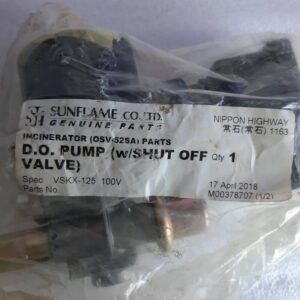 SUNFLAME CO.,LTD.
GENUINE PARTS
NIPPON HIGHWAY
常石(常石) 1163
INCINERATOR (OSV-52SA) PARTS
D.O. PUMP (w/SHUT OFF VALVE) Qty 1
Spec VSKX-125 100V
Parts No.
17 April 2018
M00378707 (1/2)